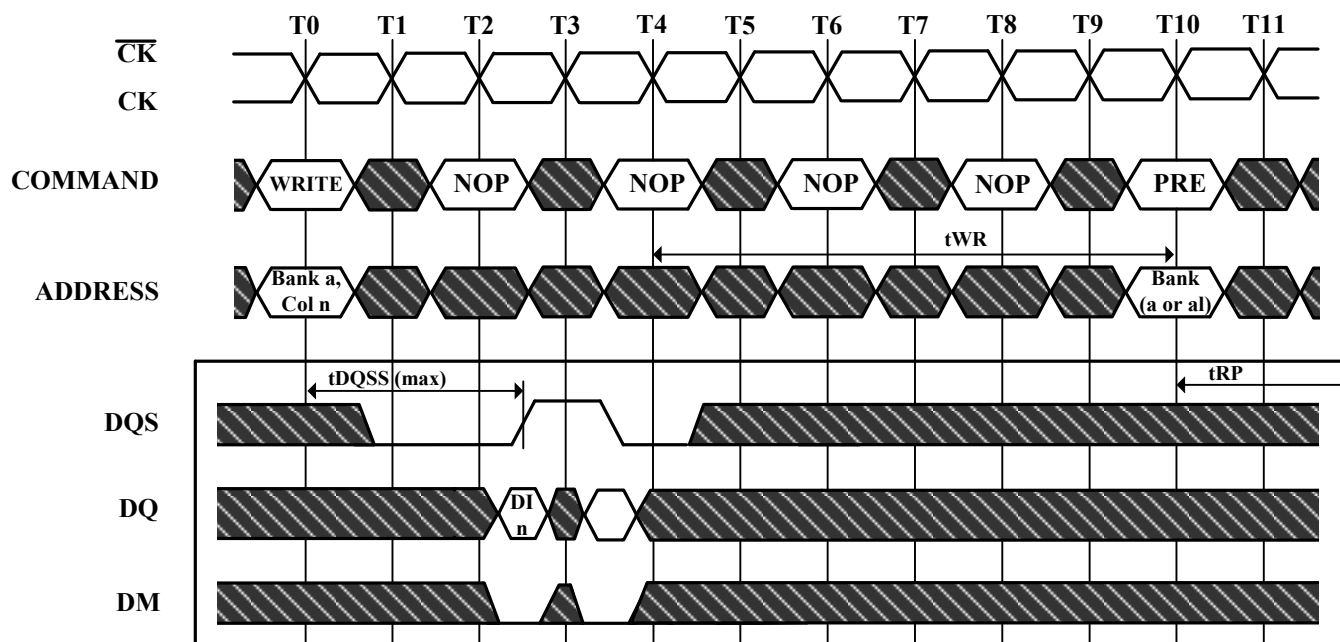 T0 T1 T2 T3 T4 T5 T6 T7 T8 T9 T10 T11
CK
CK
COMMAND WRITE NOP NOP NOP NOP PRE
tWR
ADDRESS Bank a, Col n Bank (a or al)
tDQSS (max) tRP
DQS
DQ DI n
DM